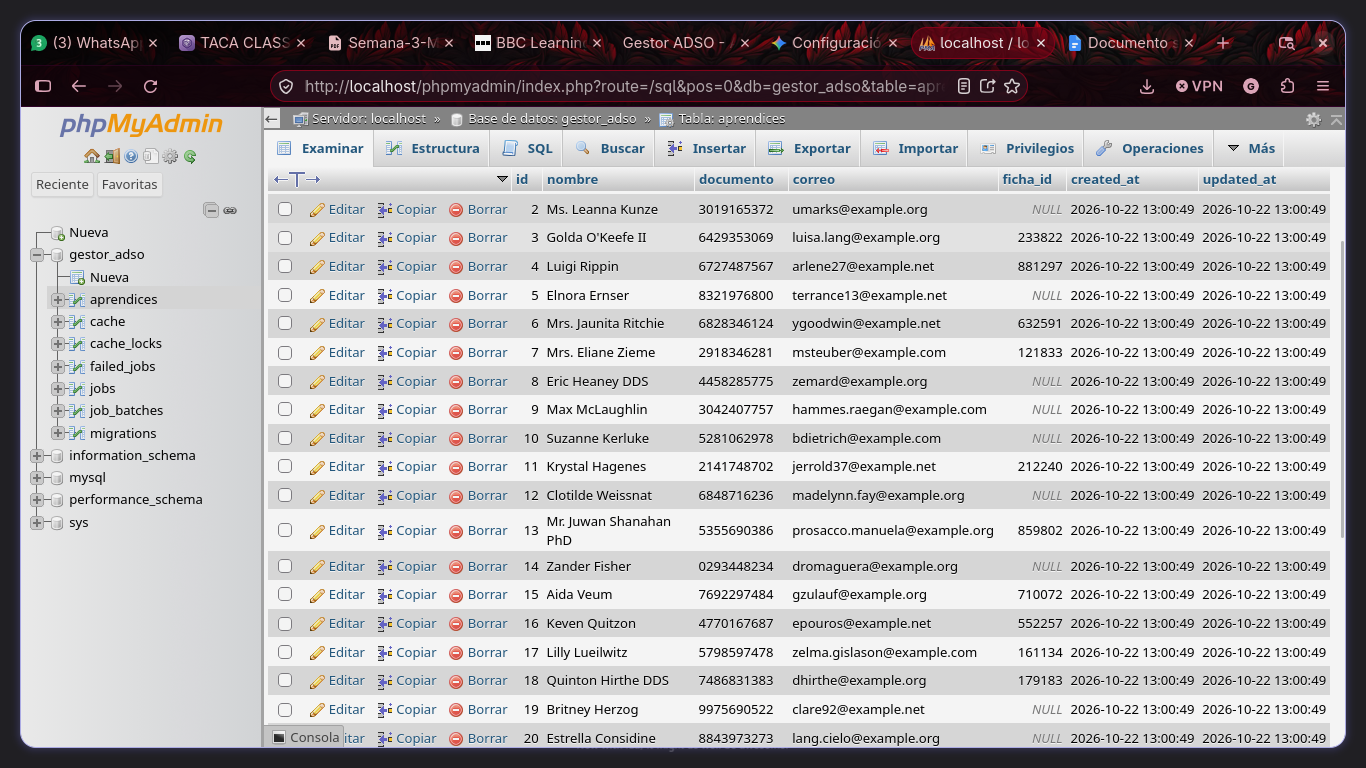 (3) WhatsAp
TACA CLASS
Semana-3-M
BBC Learnin
Gestor ADSO - /
Configuració
localhost / lo
Documento s
http://localhost/phpmyadmin/index.php?route=/sql&pos=0&db=gestor_adso&table=apr
VPN
G
phpMyAdmin
Reciente Favoritas
Nueva
gestor_adso
Nueva
aprendices
cache
cache_locks
failed_jobs
jobs
job_batches
migrations
information_schema
mysql
performance_schema
sys
Servidor: localhost » Base de datos: gestor_adso » Tabla: aprendices
Examinar Estructura SQL Buscar Insertar Exportar Importar Privilegios Operaciones Más
id nombre documento correo ficha_id created_at updated_at
Editar Copiar Borrar 2 Ms. Leanna Kunze 3019165372 umarks@example.org NULL 2026-10-22 13:00:49 2026-10-22 13:00:49
Editar Copiar Borrar 3 Golda O'Keefe II 6429353069 luisa.lang@example.org 233822 2026-10-22 13:00:49 2026-10-22 13:00:49
Editar Copiar Borrar 4 Luigi Rippin 6727487567 arlene27@example.net 881297 2026-10-22 13:00:49 2026-10-22 13:00:49
Editar Copiar Borrar 5 Elnora Ernser 8321976800 terrance13@example.net NULL 2026-10-22 13:00:49 2026-10-22 13:00:49
Editar Copiar Borrar 6 Mrs. Jaunita Ritchie 6828346124 ygoodwin@example.net 632591 2026-10-22 13:00:49 2026-10-22 13:00:49
Editar Copiar Borrar 7 Mrs. Eliane Zieme 2918346281 msteuber@example.com 121833 2026-10-22 13:00:49 2026-10-22 13:00:49
Editar Copiar Borrar 8 Eric Heaney DDS 4458285775 zemard@example.org NULL 2026-10-22 13:00:49 2026-10-22 13:00:49
Editar Copiar Borrar 9 Max McLaughlin 3042407757 hammes.raegan@example.com NULL 2026-10-22 13:00:49 2026-10-22 13:00:49
Editar Copiar Borrar 10 Suzanne Kerluke 5281062978 bdietrich@example.com NULL 2026-10-22 13:00:49 2026-10-22 13:00:49
Editar Copiar Borrar 11 Krystal Hagenes 2141748702 jerrold37@example.net 212240 2026-10-22 13:00:49 2026-10-22 13:00:49
Editar Copiar Borrar 12 Clotilde Weissnat 6848716236 madelynn.fay@example.org NULL 2026-10-22 13:00:49 2026-10-22 13:00:49
Editar Copiar Borrar 13 Mr. Juwan Shanahan PhD 5355690386 prosacco.manuela@example.org 859802 2026-10-22 13:00:49 2026-10-22 13:00:49
Editar Copiar Borrar 14 Zander Fisher 0293448234 dromaguera@example.org NULL 2026-10-22 13:00:49 2026-10-22 13:00:49
Editar Copiar Borrar 15 Aida Veum 7692297484 gzulauf@example.org 710072 2026-10-22 13:00:49 2026-10-22 13:00:49
Editar Copiar Borrar 16 Keven Quitzon 4770167687 epouros@example.net 552257 2026-10-22 13:00:49 2026-10-22 13:00:49
Editar Copiar Borrar 17 Lilly Lueilwitz 5798597478 zelma.gislason@example.com 161134 2026-10-22 13:00:49 2026-10-22 13:00:49
Editar Copiar Borrar 18 Quinton Hirthe DDS 7486831383 dhirthe@example.org 179183 2026-10-22 13:00:49 2026-10-22 13:00:49
Editar Copiar Borrar 19 Britney Herzog 9975690522 clare92@example.net NULL 2026-10-22 13:00:49 2026-10-22 13:00:49
Consola itar Copiar Borrar 20 Estrella Considine 8843973273 lang.cielo@example.org NULL 2026-10-22 13:00:49 2026-10-22 13:00:49